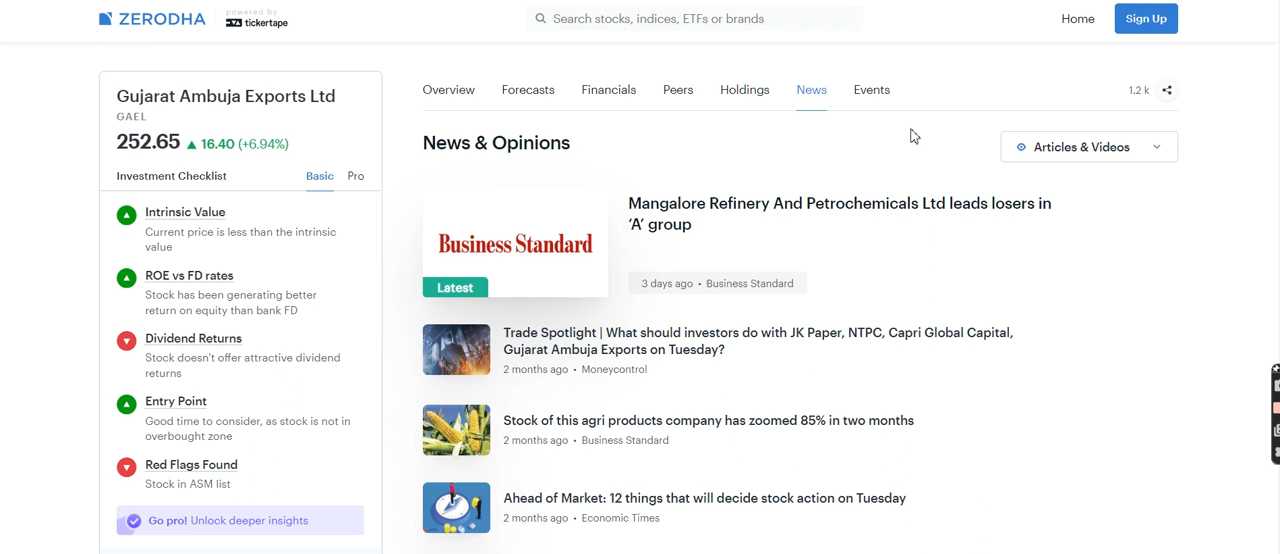 ZERODHA
powered by
tickertape
Search stocks, indices, ETFs or brands
Home
Sign Up
Gujarat Ambuja Exports Ltd
GAEL
252.65 ▲ 16.40 (+6.94%)
Investment Checklist
Basic
Pro
Intrinsic Value
Current price is less than the intrinsic
value
ROE vs FD rates
Stock has been generating better
return on equity than bank FD
Dividend Returns
Stock doesn't offer attractive dividend
returns
Entry Point
Good time to consider, as stock is not in
overbought zone
Red Flags Found
Stock in ASM list
Go pro! Unlock deeper insights
Overview
Forecasts
Financials
Peers
Holdings
News
Events
1.2 k
News & Opinions
Articles & Videos
Business Standard
Latest
Mangalore Refinery And Petrochemicals Ltd leads losers in
‘A’ group
3 days ago • Business Standard
Trade Spotlight | What should investors do with JK Paper, NTPC, Capri Global Capital,
Gujarat Ambuja Exports on Tuesday?
2 months ago • Moneycontrol
Stock of this agri products company has zoomed 85% in two months
2 months ago • Business Standard
Ahead of Market: 12 things that will decide stock action on Tuesday
2 months ago • Economic Times